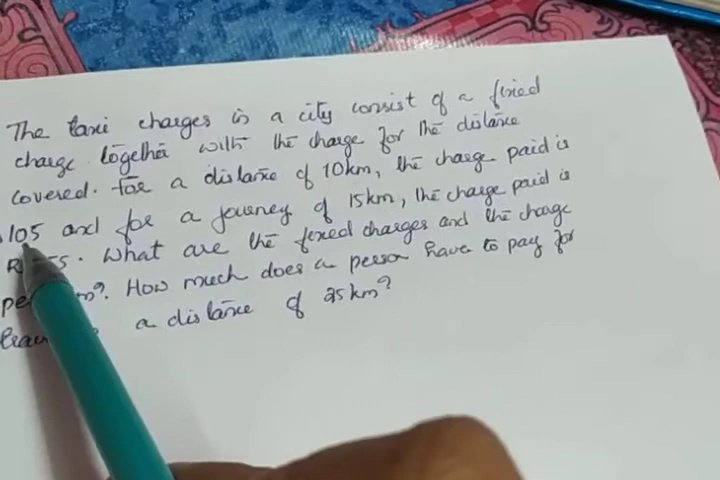 The taxi charges in a city consist of a fixed
charge together with the charge for the distance
covered. For a distance of 10km, the charge paid is
105 and for a journey of 15km, the charge paid is
What are the fixed charges and the charge
How much does a person have to pay for
a distance of 25km?